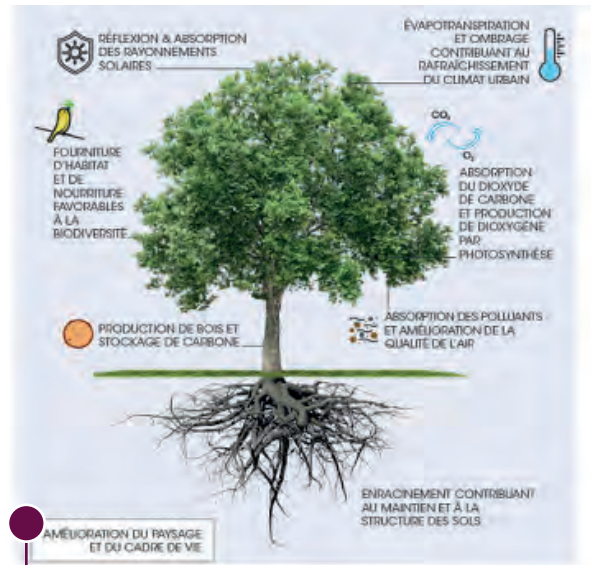 RÉFLEXION & ABSORPTION
DES RAYONNEMENTS
SOLAIRES
ÉVAPOTRANSPIRATION
ET OMBRAGE
CONTRIBUANT AU
RAFRAÎCHISSEMENT
DU CLIMAT URBAIN
FOURNITURE
D'HABITAT
ET DE
NOURRITURE
FAVORABLES
À LA
BIODIVERSITÉ
CO₂
O₂
ABSORPTION
DU DIOXYDE
DE CARBONE
ET PRODUCTION
DE DIOXYGÈNE
PAR
PHOTOSYNTHÈSE
PRODUCTION DE BOIS ET
STOCKAGE DE CARBONE
ABSORPTION DES POLLUANTS
ET AMÉLIORATION DE LA
QUALITÉ DE L'AIR
ENRACINEMENT CONTRIBUANT
AU MAINTIEN ET À LA
STRUCTURE DES SOLS
AMÉLIORATION DU PAYSAGE
ET DU CADRE DE VIE